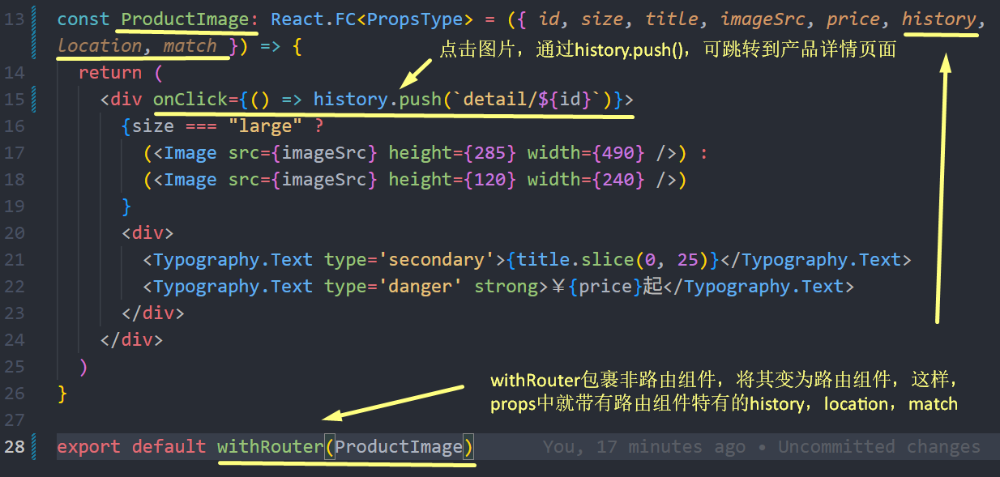 13 const ProductImage: React.FC<PropsType> = ({ id, size, title, imageSrc, price, history,
location, match }) => {
点击图片，通过history.push()，可跳转到产品详情页面
14 return (
15 <div onClick={() => history.push(`detail/${id}`)}>
16 {size === "large" ?
17 (<Image src={imageSrc} height={285} width={490} />) :
18 (<Image src={imageSrc} height={120} width={240} />)
19 }
20 <div>
21 <Typography.Text type='secondary'>{title.slice(0, 25)}</Typography.Text>
22 <Typography.Text type='danger' strong>￥{price}起</Typography.Text>
23 </div>
24 </div>
25 )
26 }
withRouter包裹非路由组件，将其变为路由组件，这样，
props中就带有路由组件特有的history，location，match
27
28 export default withRouter(ProductImage) You, 17 minutes ago • Uncommitted changes